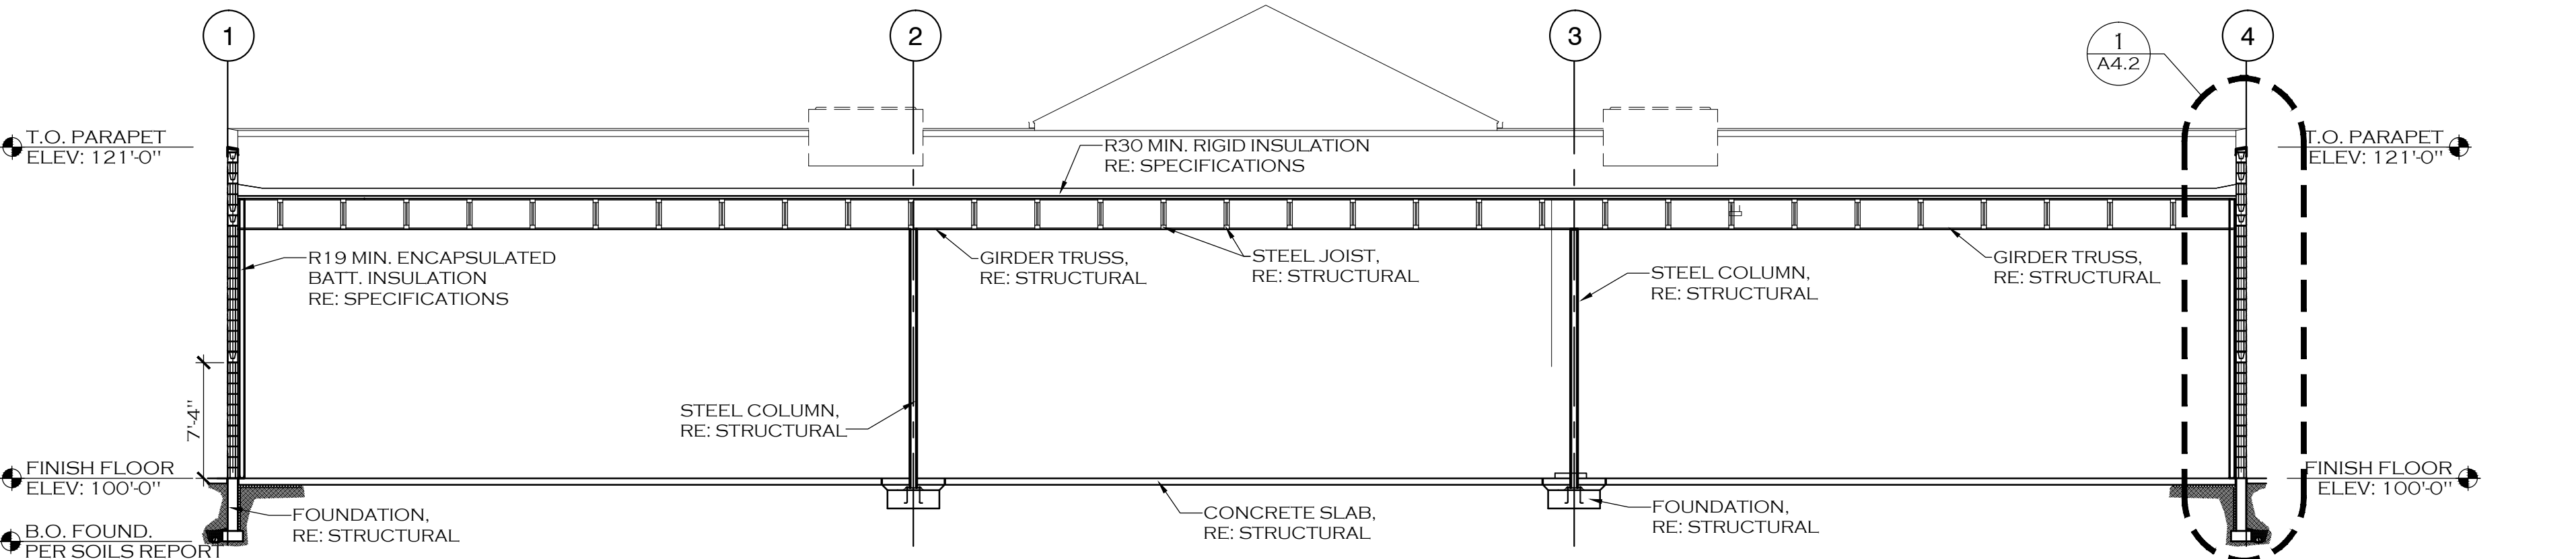 1
2
3
4
1
A4.2
T.O. PARAPET
ELEV: 121'-0"
T.O. PARAPET
ELEV: 121'-0"
R30 MIN. RIGID INSULATION
RE: SPECIFICATIONS
R19 MIN. ENCAPSULATED
BATT. INSULATION
RE: SPECIFICATIONS
GIRDER TRUSS,
RE: STRUCTURAL
STEEL JOIST,
RE: STRUCTURAL
STEEL COLUMN,
RE: STRUCTURAL
GIRDER TRUSS,
RE: STRUCTURAL
7'-4"
STEEL COLUMN,
RE: STRUCTURAL
FINISH FLOOR
ELEV: 100'-0"
FINISH FLOOR
ELEV: 100'-0"
FOUNDATION,
RE: STRUCTURAL
CONCRETE SLAB,
RE: STRUCTURAL
FOUNDATION,
RE: STRUCTURAL
B.O. FOUND.
PER SOILS REPORT